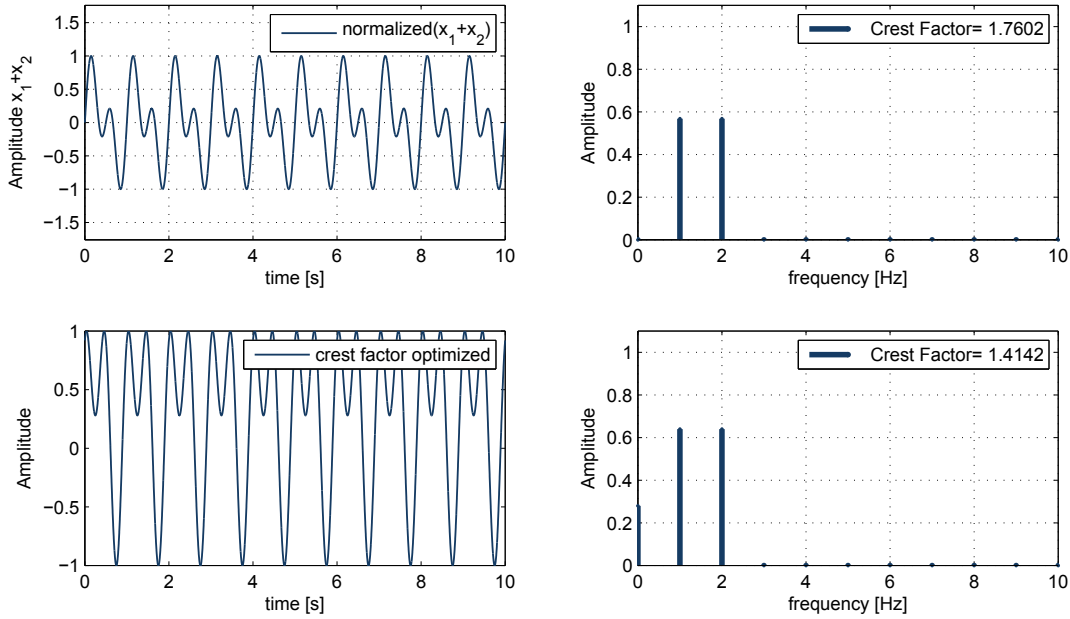 1.5
1
0.5
0
−0.5
−1
−1.5
Amplitude x1+x2
normalized(x1+x2)
0 2 4 6 8 10
time [s]
1
0.8
0.6
0.4
0.2
0
Amplitude
Crest Factor= 1.7602
0 2 4 6 8 10
frequency [Hz]
1
0.5
0
−0.5
−1
Amplitude
crest factor optimized
0 2 4 6 8 10
time [s]
1
0.8
0.6
0.4
0.2
0
Amplitude
Crest Factor= 1.4142
0 2 4 6 8 10
frequency [Hz]